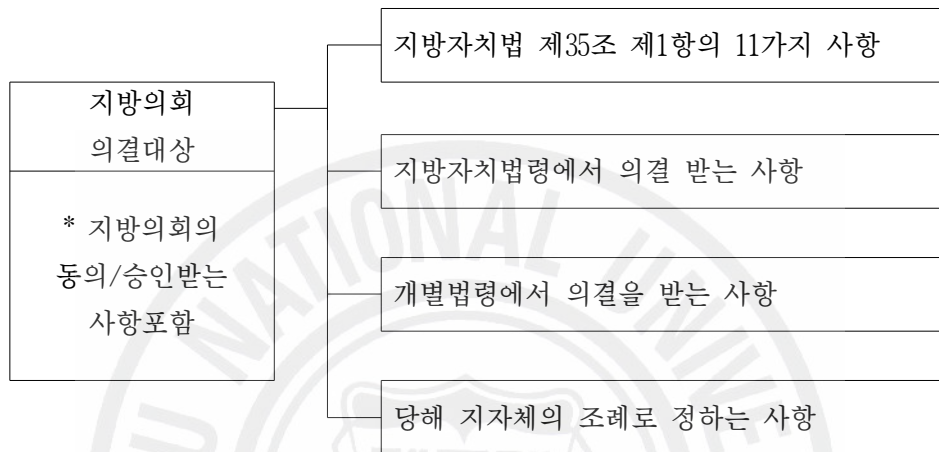 지방의회
의결대상
* 지방의회의
동의/승인받는
사항포함
지방자치법 제35조 제1항의 11가지 사항
지방자치법령에서 의결 받는 사항
개별법령에서 의결을 받는 사항
당해 지자체의 조례로 정하는 사항
U NATIONAL UNIVE